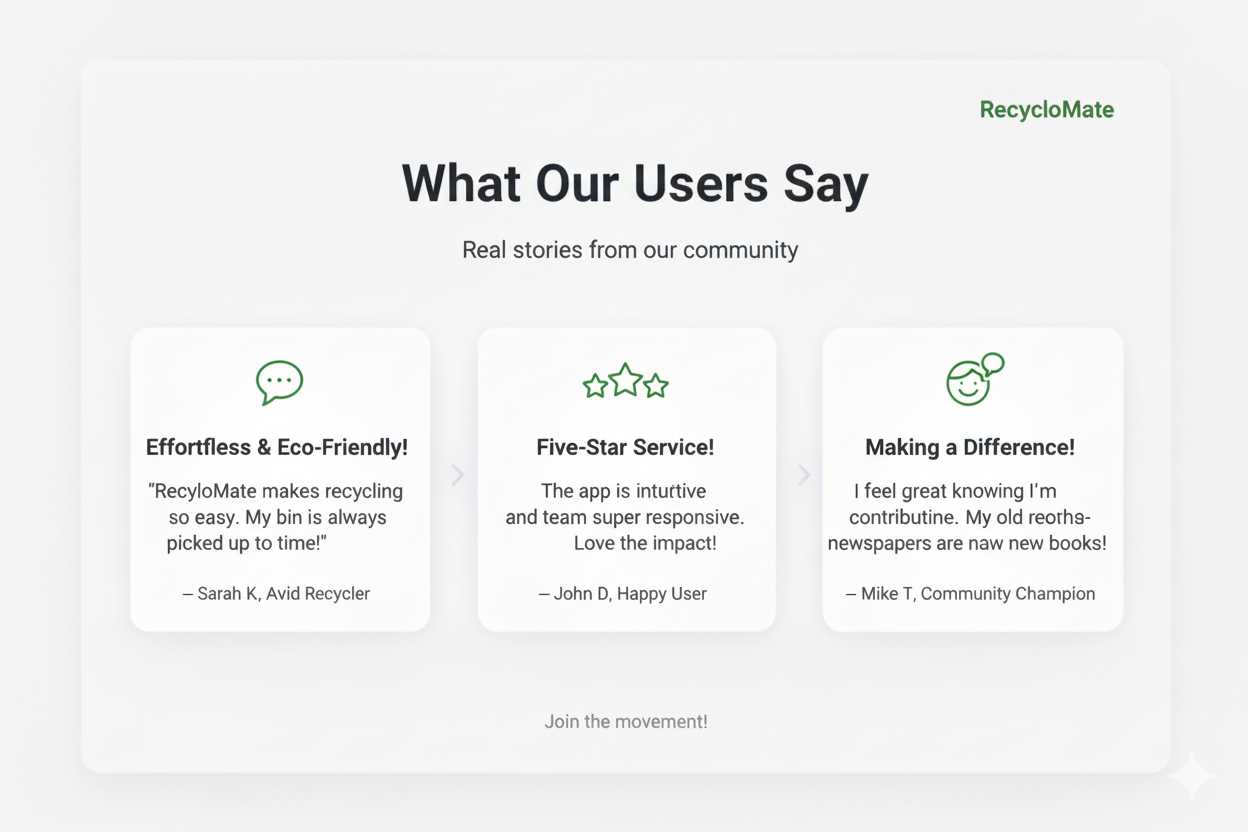 RecycloMate
What Our Users Say
Real stories from our community
Effortfless & Eco-Friendly!
"RecyloMate makes recycling
so easy. My bin is always
picked up to time!"
– Sarah K, Avid Recycler
Five-Star Service!
The app is intuıtive
and team super responsive.
Love the impact!
– John D, Happy User
Making a Difference!
I feel great knowing I'm
contributine. My old reotha-
newspapers are naw new books!
– Mike T, Community Champion
Join the movement!